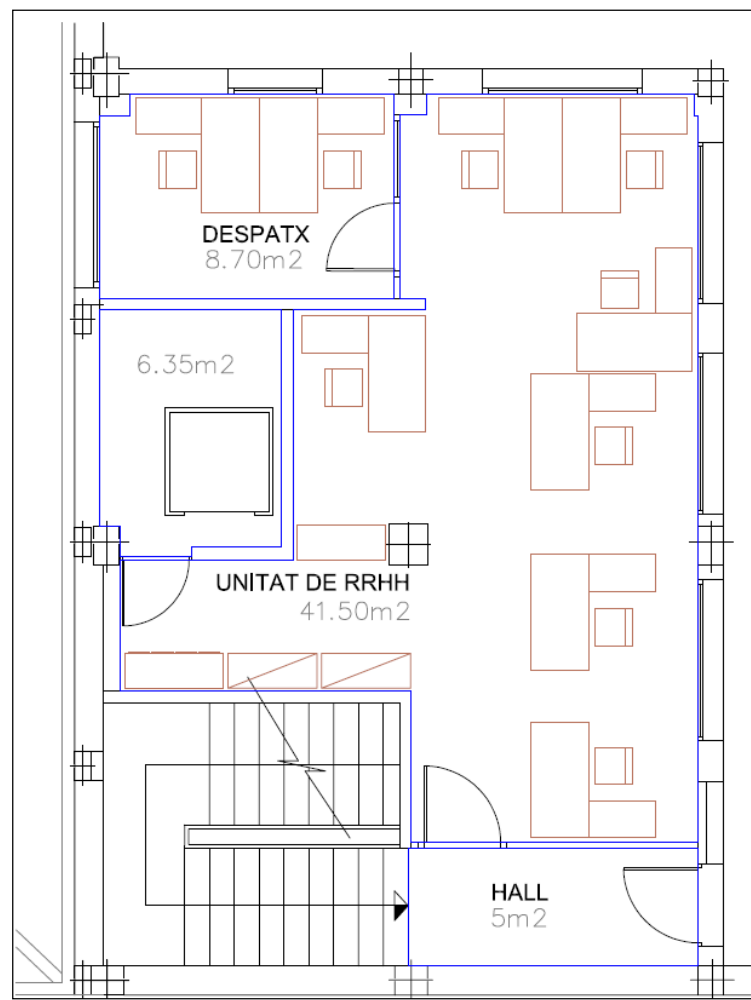 DESPATX
8.70m2
6.35m2
UNITAT DE RRHH
41.50m2
HALL
5m2